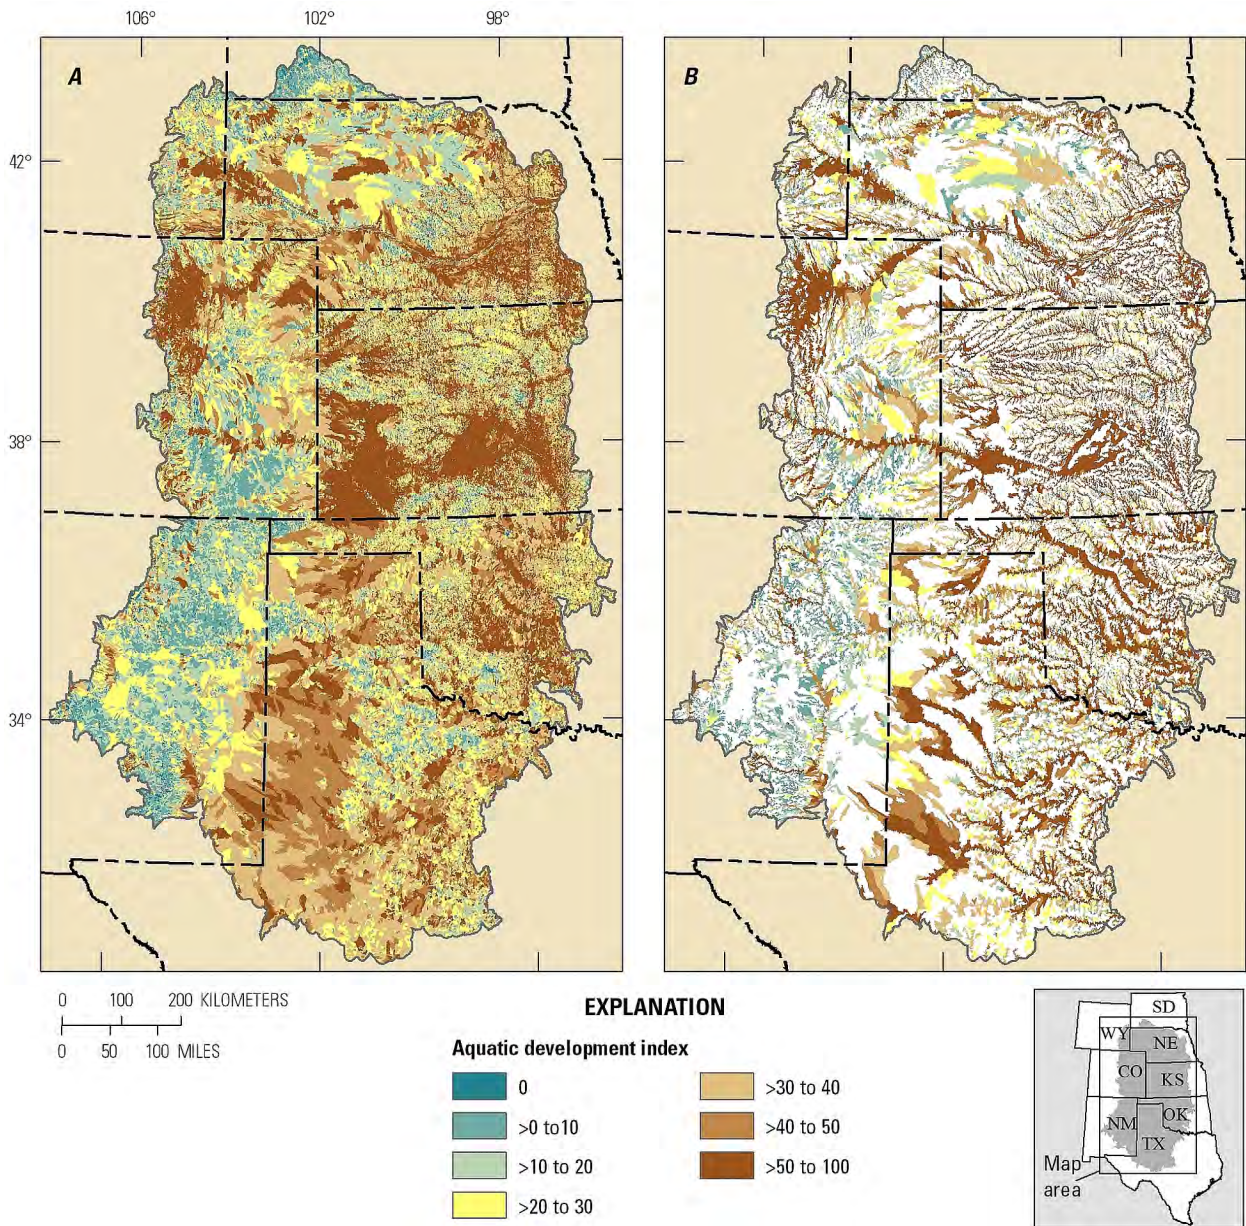 106° 102° 98°
A B
42°
38°
34°
0 100 200 KILOMETERS
0 50 100 MILES
EXPLANATION
Aquatic development index
0
>0 to10
>10 to 20
>20 to 30
>30 to 40
>40 to 50
>50 to 100
SD
WY
NE
CO
KS
NM
OK
TX
Map
area